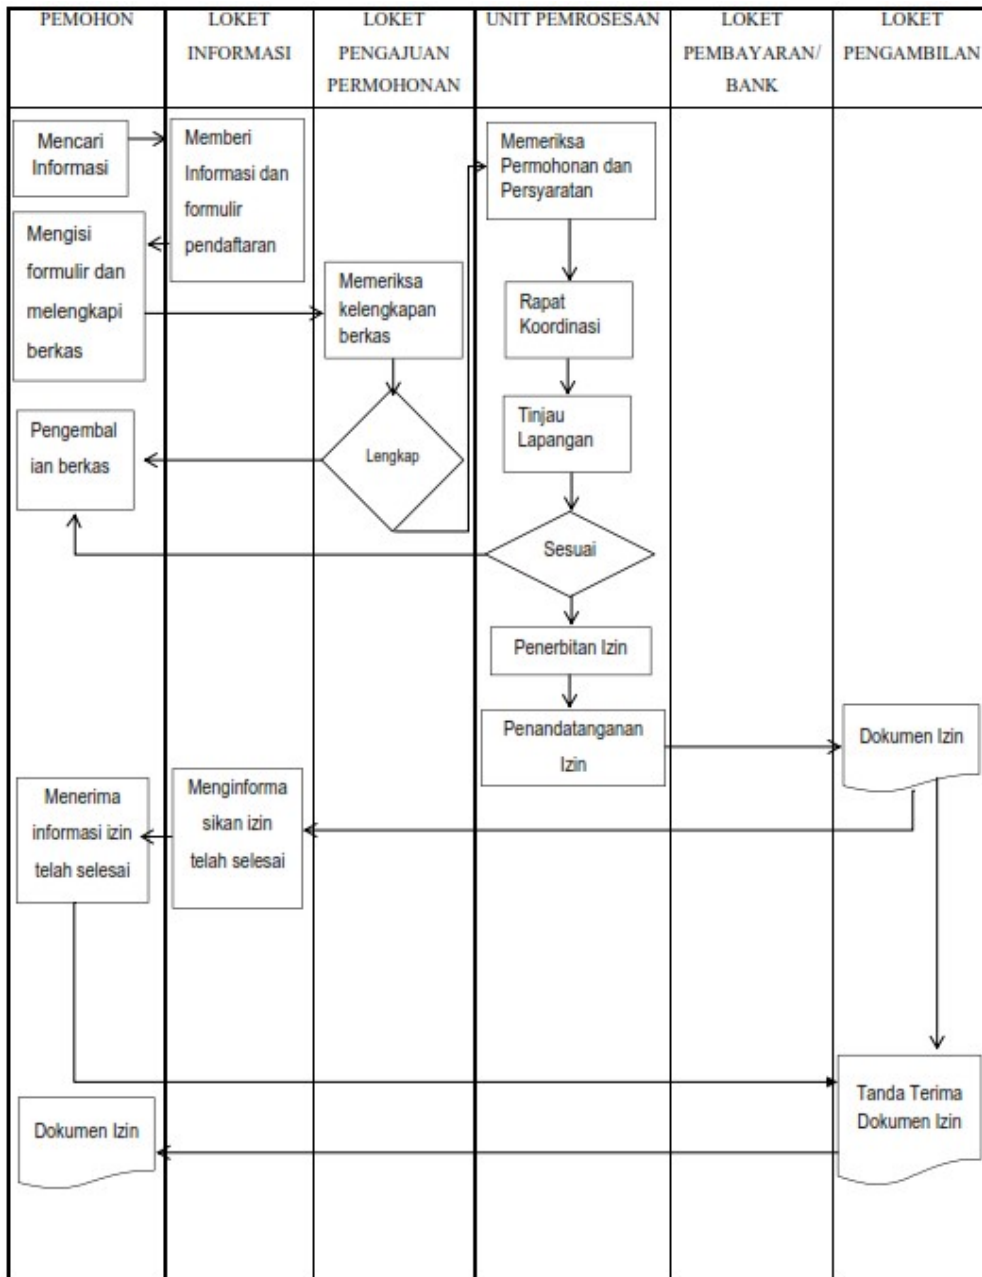 PEMOHON
LOKET
INFORMASI
LOKET
PENGAJUAN
PERMOHONAN
UNIT PEMROSESAN
LOKET
PEMBAYARAN/
BANK
LOKET
PENGAMBILAN
Mencari
Informasi
Memberi
Informasi dan
formulir
pendaftaran
Memeriksa
Permohonan dan
Persyaratan
Mengisi
formulir dan
melengkapi
berkas
Memeriksa
kelengkapan
berkas
Rapat
Koordinasi
Tinjau
Lapangan
Pengembal
ian berkas
Lengkap
Sesuai
Penerbitan Izin
Penandatanganan
Izin
Dokumen Izin
Menerima
informasi izin
telah selesai
Menginforma
sikan izin
telah selesai
Tanda Terima
Dokumen Izin
Dokumen Izin